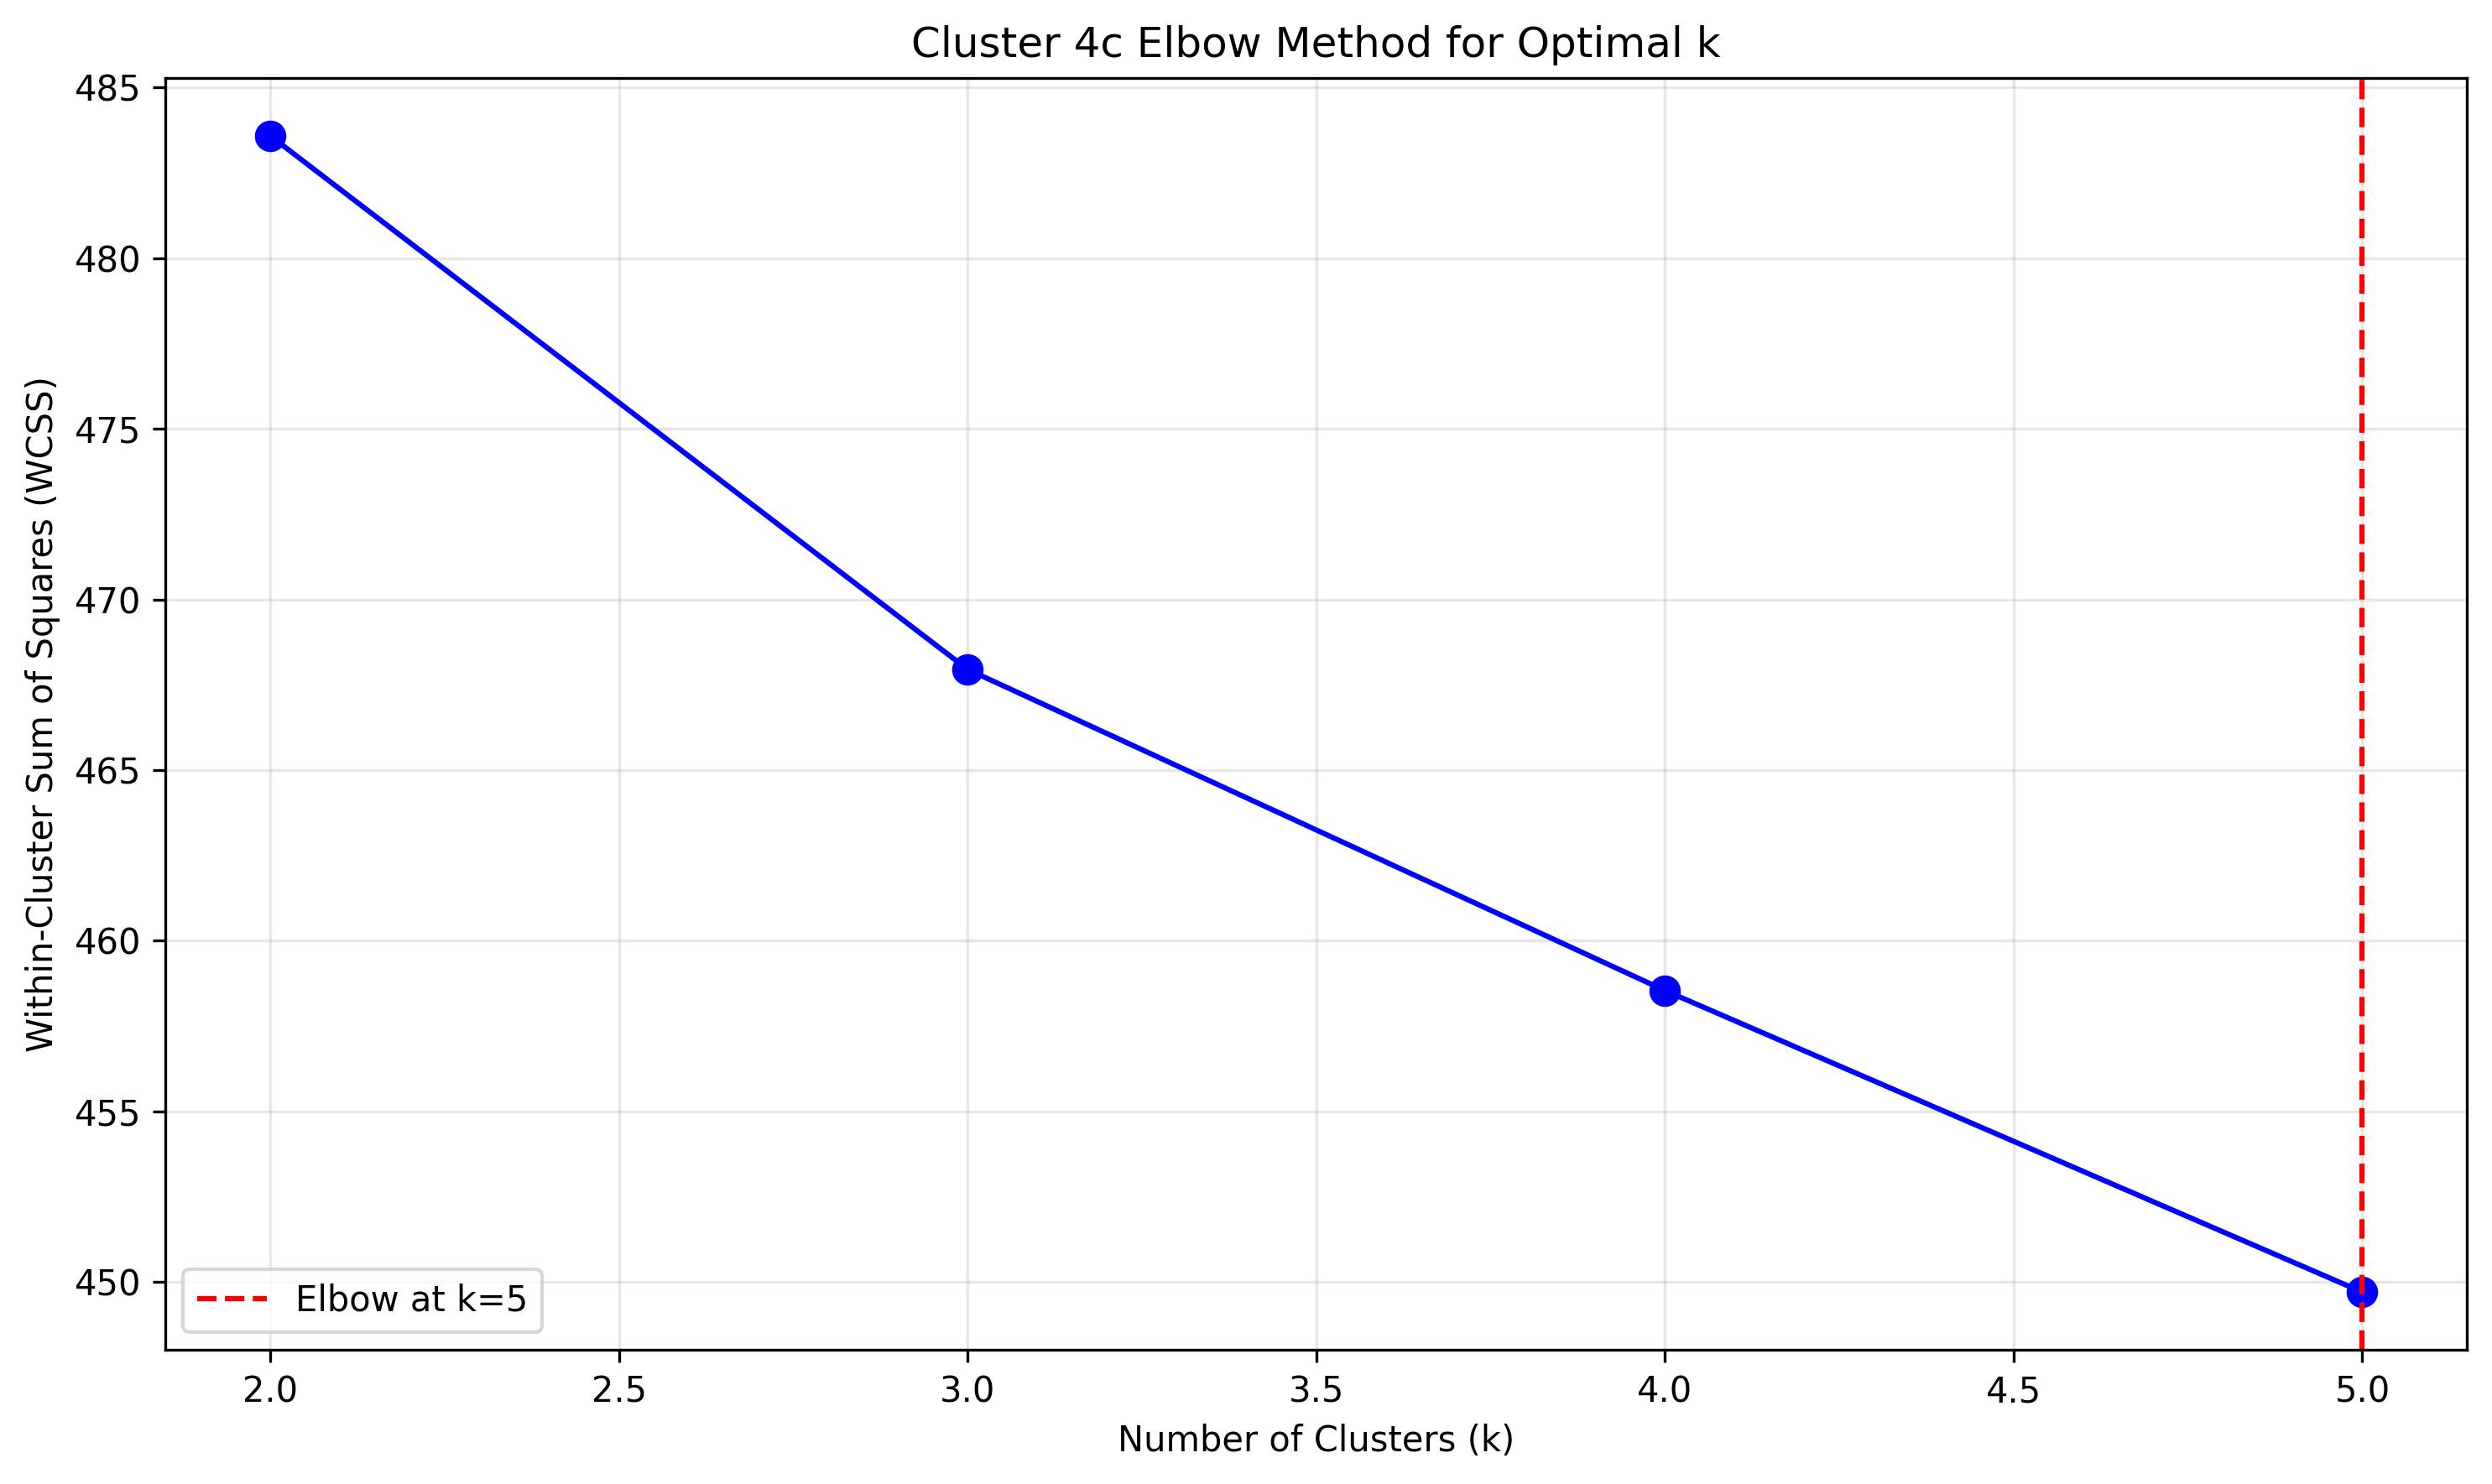 Cluster 4c Elbow Method for Optimal k
Within-Cluster Sum of Squares (WCSS)
485
480
475
470
465
460
455
450
Elbow at k=5
2.0 2.5 3.0 3.5 4.0 4.5 5.0
Number of Clusters (k)